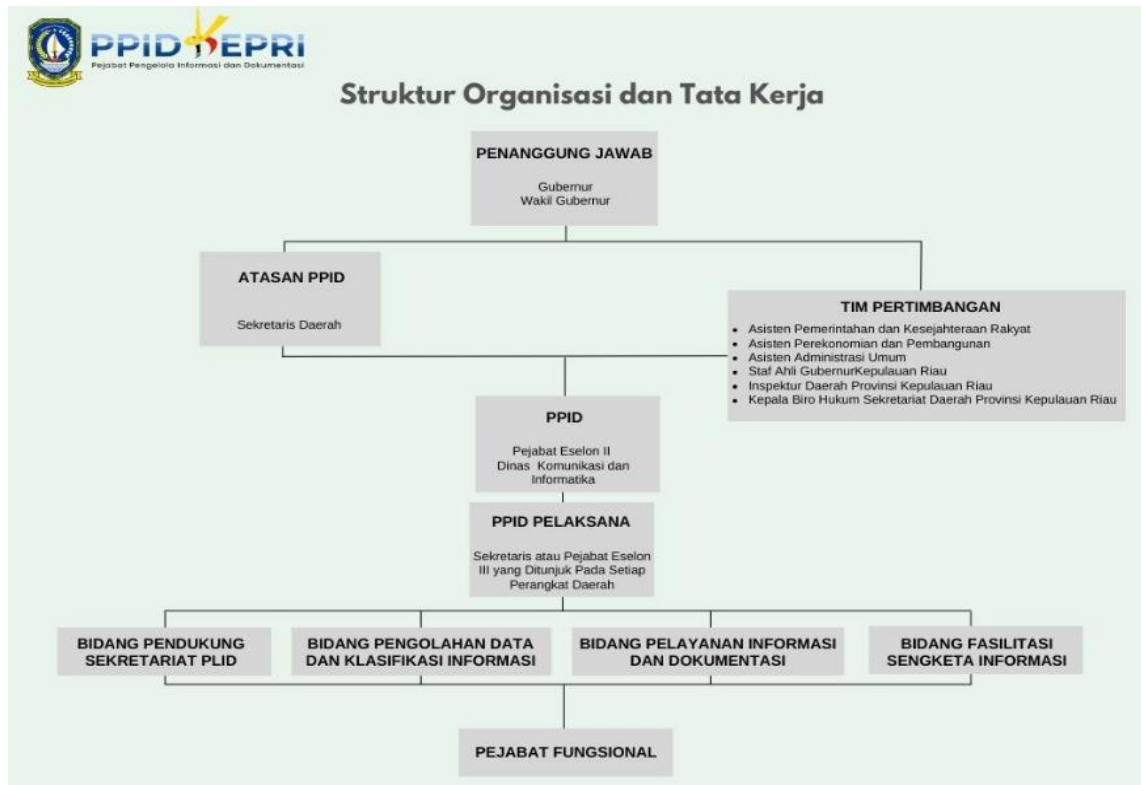 PPID KEPRI
Pejabat Pengelola Informasi dan Dokumentasi
Struktur Organisasi dan Tata Kerja
PENANGGUNG JAWAB
Gubernur
Wakil Gubernur
ATASAN PPID
Sekretaris Daerah
TIM PERTIMBANGAN
• Asisten Pemerintahan dan Kesejahteraan Rakyat
• Asisten Perekonomian dan Pembangunan
• Asisten Administrasi Umum
• Staf Ahli GubernurKepulauan Riau
• Inspektur Daerah Provinsi Kepulauan Riau
• Kepala Biro Hukum Sekretariat Daerah Provinsi Kepulauan Riau
PPID
Pejabat Eselon II
Dinas Komunikasi dan
Informatika
PPID PELAKSANA
Sekretaris atau Pejabat Eselon
III yang Ditunjuk Pada Setiap
Perangkat Daerah
BIDANG PENDUKUNG
SEKRETARIAT PLID
BIDANG PENGOLAHAN DATA
DAN KLASIFIKASI INFORMASI
BIDANG PELAYANAN INFORMASI
DAN DOKUMENTASI
BIDANG FASILITASI
SENGKETA INFORMASI
PEJABAT FUNGSIONAL